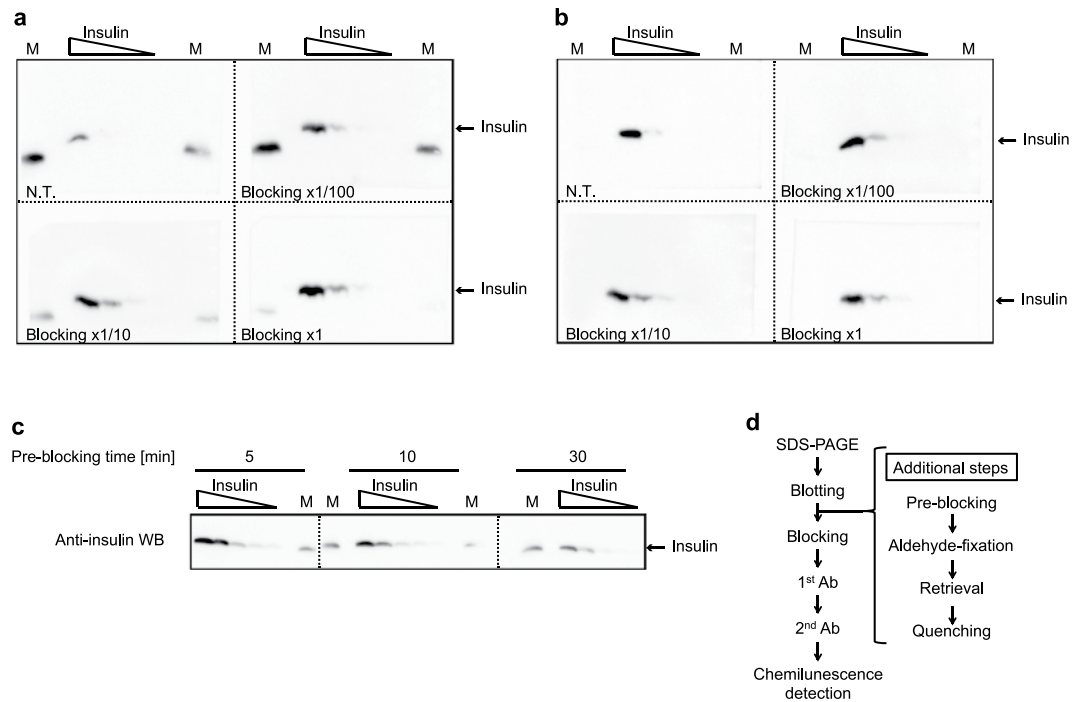 a
Insulin
Insulin
M
M
M
M
Insulin
N.T.
Blocking x1/100
Insulin
Blocking x1/10
Blocking x1
b
Insulin
Insulin
M
M
M
M
Insulin
N.T.
Blocking x1/100
Insulin
Blocking x1/10
Blocking x1
c
Pre-blocking time [min]
5
10
30
Insulin
M
M
Insulin
M
M
Insulin
Anti-insulin WB
Insulin
d
SDS-PAGE
Blotting
Blocking
1st Ab
2nd Ab
Chemilunescence
detection
Additional steps
Pre-blocking
Aldehyde-fixation
Retrieval
Quenching